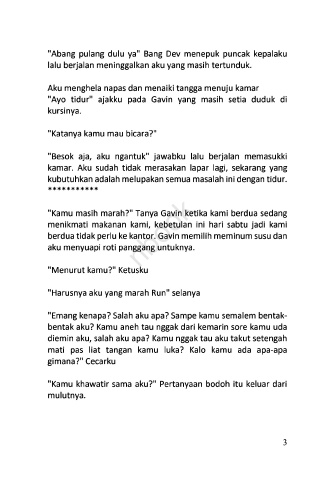 "Abang pulang dulu ya" Bang Dev menepuk puncak kepalaku
lalu berjalan meninggalkan aku yang masih tertunduk.
Aku menghela napas dan menaiki tangga menuju kamar
"Ayo tidur" ajakku pada Gavin yang masih setia duduk di
kursinya.
"Katanya kamu mau bicara?"
"Besok aja, aku ngantuk" jawabku lalu berjalan memasukki
kamar. Aku sudah tidak merasakan lapar lagi, sekarang yang
kubutuhkan adalah melupakan semua masalah ini dengan tidur.
***********
"Kamu masih marah?" Tanya Gavin ketika kami berdua sedang
menikmati makanan kami, kebetulan ini hari sabtu jadi kami
berdua tidak perlu ke kantor. Gavin memilih meminum susu dan
aku menyuapi roti panggang untuknya.
"Menurut kamu?" Ketusku
"Harusnya aku yang marah Run" selanya
"Emang kenapa? Salah aku apa? Sampe kamu semalem bentak-
bentak aku? Kamu aneh tau nggak dari kemarin sore kamu uda
diemin aku, salah aku apa? Kamu nggak tau aku takut setengah
mati pas liat tangan kamu luka? Kalo kamu ada apa-apa
gimana?" Cecarku
"Kamu khawatir sama aku?" Pertanyaan bodoh itu keluar dari
mulutnya.
3